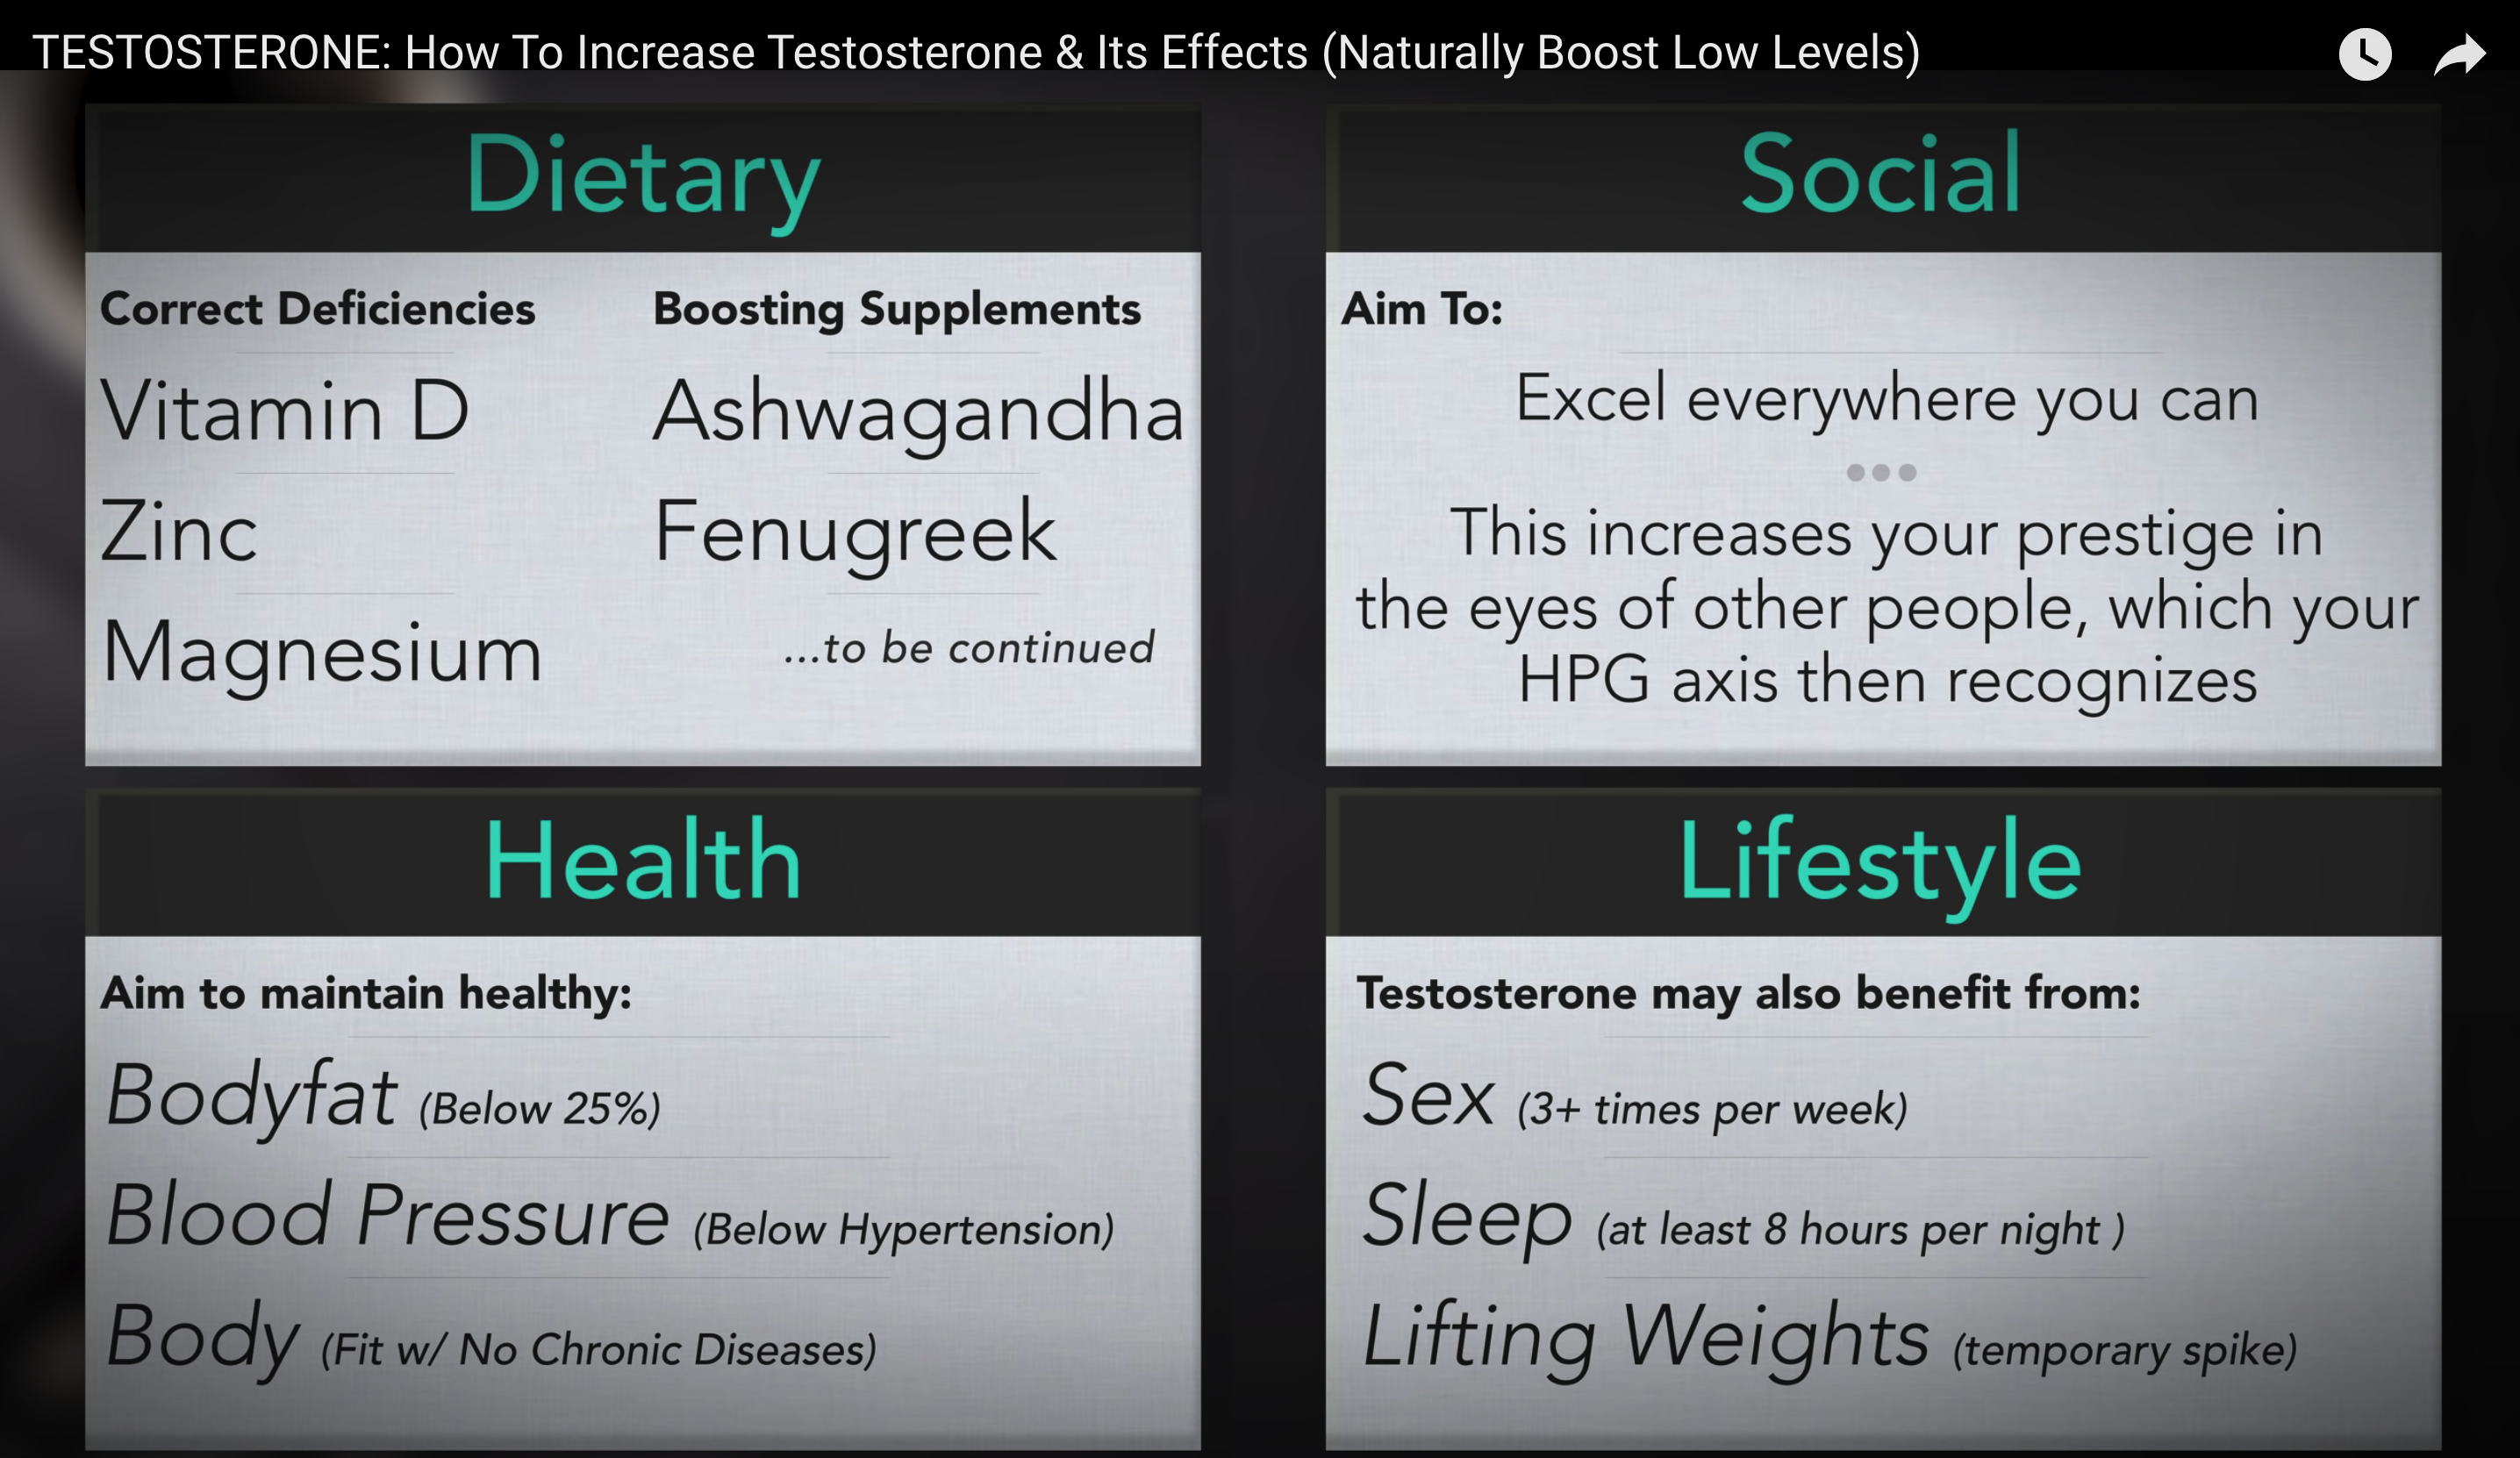 TESTOSTERONE: How To Increase Testosterone & Its Effects (Naturally Boost Low Levels)
Dietary
Correct Deficiencies
Vitamin D
Zinc
Magnesium
Boosting Supplements
Ashwagandha
Fenugreek
...to be continued
Social
Aim To:
Excel everywhere you can
This increases your prestige in
the eyes of other people, which your
HPG axis then recognizes
Health
Aim to maintain healthy:
Bodyfat (Below 25%)
Blood Pressure (Below Hypertension)
Body (Fit w/ No Chronic Diseases)
Lifestyle
Testosterone may also benefit from:
Sex (3+ times per week)
Sleep (at least 8 hours per night )
Lifting Weights (temporary spike)